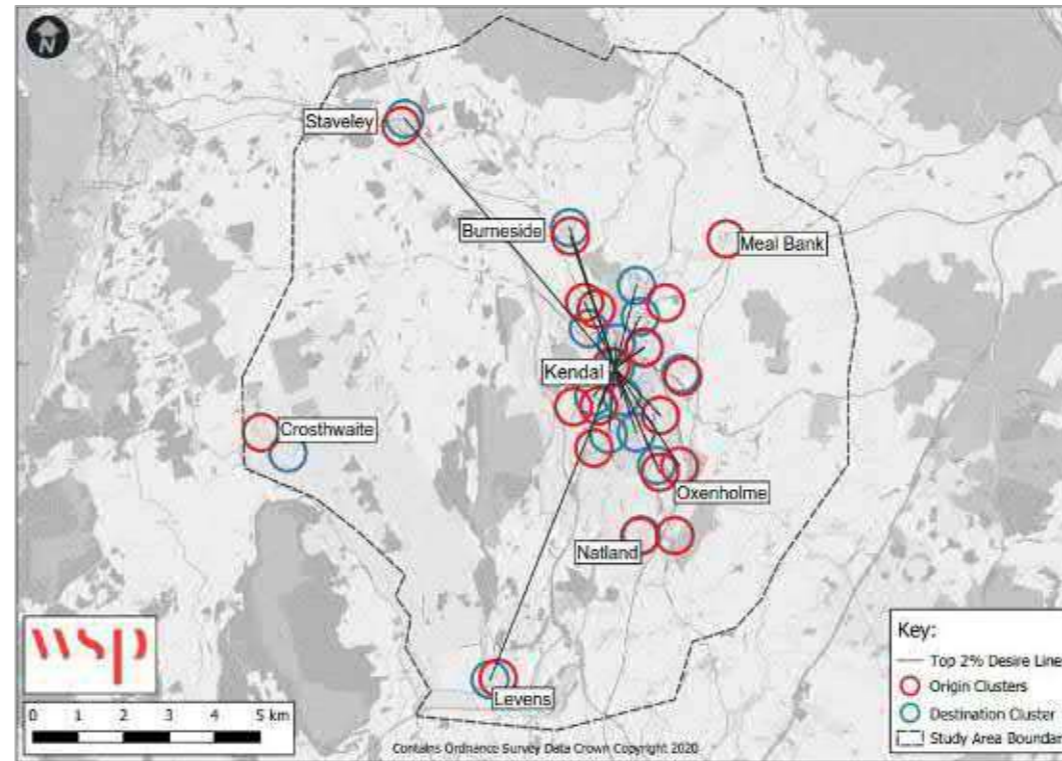 N
Staveley
Burneside
Meal Bank
Kendal
Crosthwaite
Oxenholme
Natland
Levens
wsp
0 1 2 3 4 5 km
Contains Ordnance Survey Data Crown Copyright 2020
Key:
Top 2% Desire Line
Origin Clusters
Destination Cluster
Study Area Boundar